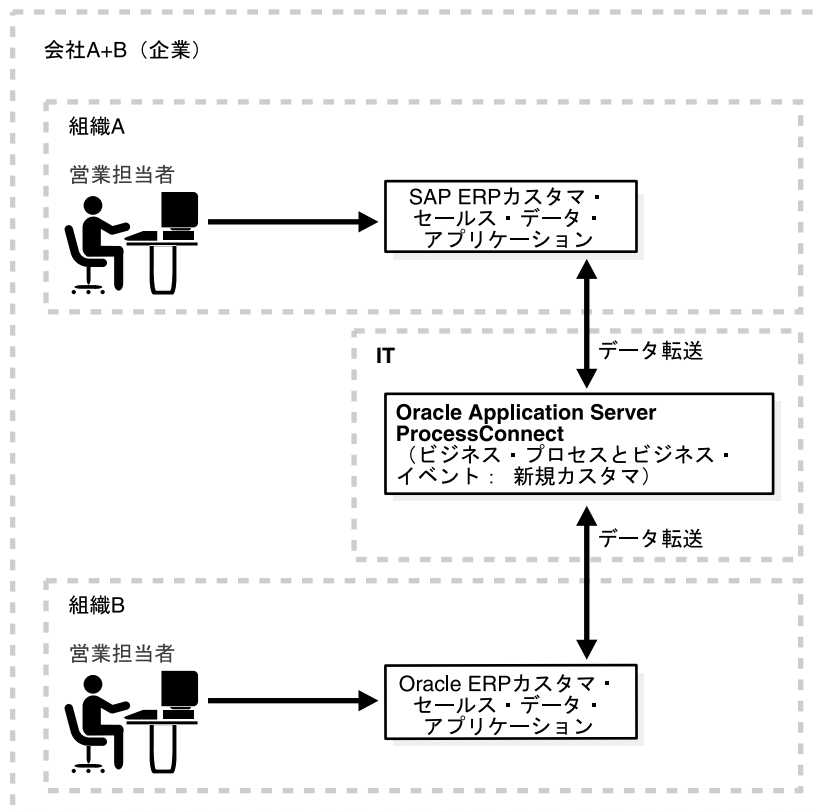 会社A+B（企業）
組織A
営業担当者
SAP ERPカスタマ・
セールス・データ・
アプリケーション
データ転送
IT
Oracle Application Server
ProcessConnect
（ビジネス・プロセスとビジネス・
イベント： 新規カスタマ）
データ転送
組織B
営業担当者
Oracle ERPカスタマ・
セールス・データ・
アプリケーション